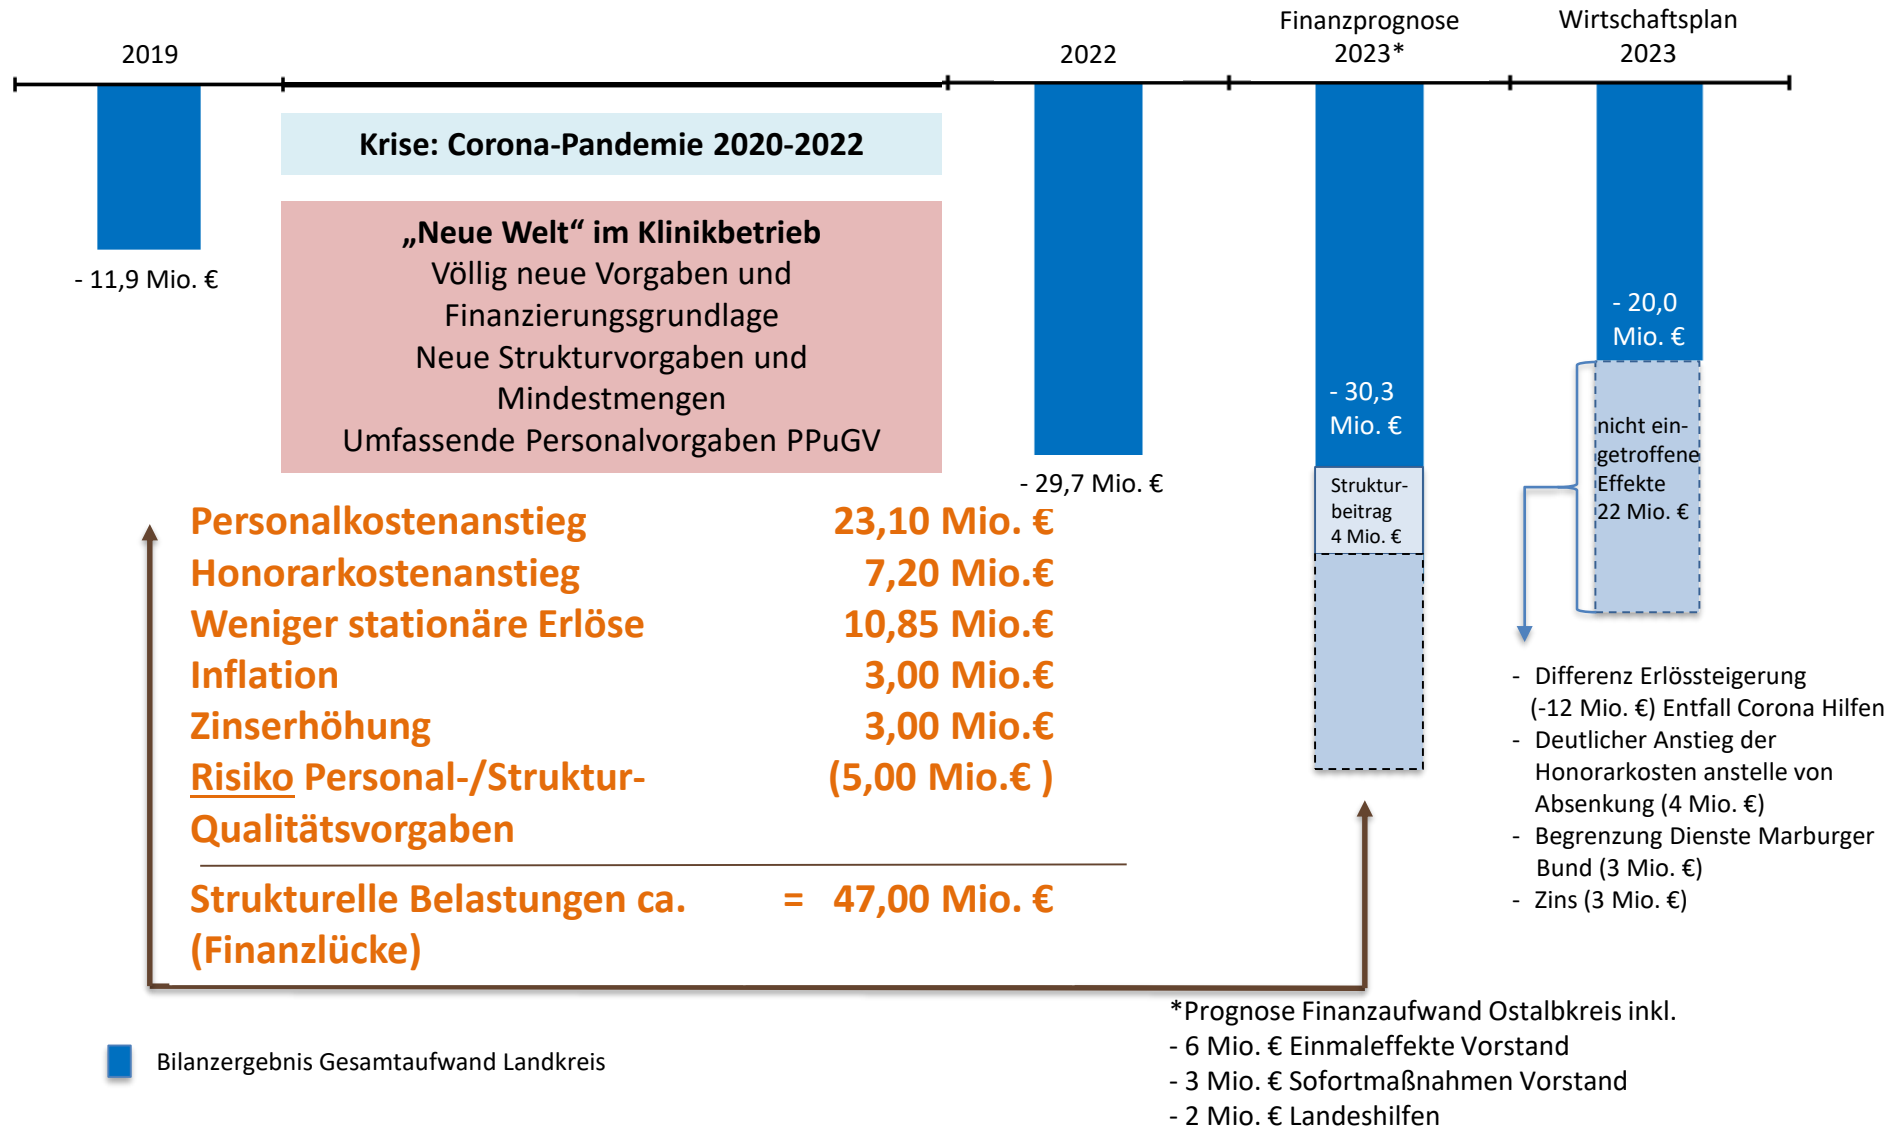 2019
2022
Finanzprognose
2023*
Wirtschaftsplan
2023
Krise: Corona-Pandemie 2020-2022
„Neue Welt“ im Klinikbetrieb
Völlig neue Vorgaben und
Finanzierungsgrundlage
Neue Strukturvorgaben und
Mindestmengen
Umfassende Personalvorgaben PPuGV
- 11,9 Mio. €
- 29,7 Mio. €
- 30,3
Mio. €
Struktur-
beitrag
4 Mio. €
- 20,0
Mio. €
nicht ein-
getroffene
Effekte
22 Mio. €
Personalkostenanstieg 23,10 Mio. €
Honorarkostenanstieg 7,20 Mio.€
Weniger stationäre Erlöse 10,85 Mio.€
Inflation 3,00 Mio.€
Zinserhöhung 3,00 Mio.€
Risiko Personal-/Struktur- (5,00 Mio.€ )
Qualitätsvorgaben
Strukturelle Belastungen ca. = 47,00 Mio. €
(Finanzlücke)
- Differenz Erlössteigerung
(-12 Mio. €) Entfall Corona Hilfen
- Deutlicher Anstieg der
Honorarkosten anstelle von
Absenkung (4 Mio. €)
- Begrenzung Dienste Marburger
Bund (3 Mio. €)
- Zins (3 Mio. €)
Bilanzergebnis Gesamtaufwand Landkreis
*Prognose Finanzaufwand Ostalbkreis inkl.
- 6 Mio. € Einmaleffekte Vorstand
- 3 Mio. € Sofortmaßnahmen Vorstand
- 2 Mio. € Landeshilfen